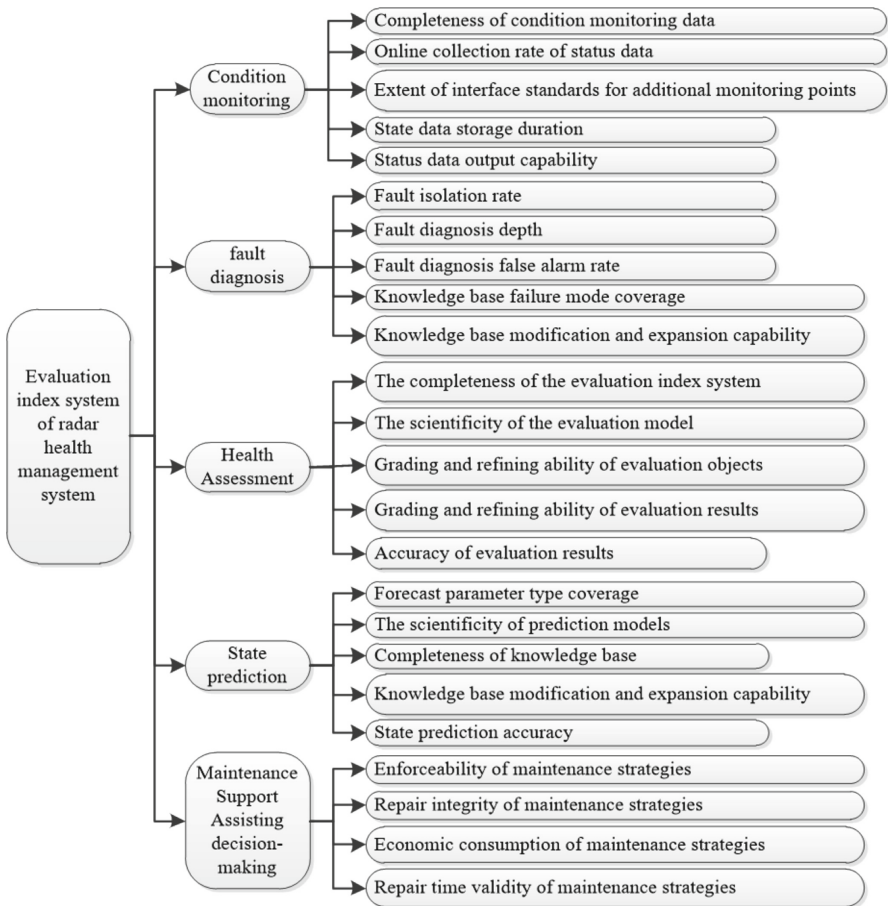 Evaluation
index system
of radar
health
management
system
Condition
monitoring
Completeness of condition monitoring data
Online collection rate of status data
Extent of interface standards for additional monitoring points
State data storage duration
Status data output capability
fault
diagnosis
Fault isolation rate
Fault diagnosis depth
Fault diagnosis false alarm rate
Knowledge base failure mode coverage
Knowledge base modification and expansion capability
Health
Assessment
The completeness of the evaluation index system
The scientificity of the evaluation model
Grading and refining ability of evaluation objects
Grading and refining ability of evaluation results
Accuracy of evaluation results
State
prediction
Forecast parameter type coverage
The scientificity of prediction models
Completeness of knowledge base
Knowledge base modification and expansion capability
State prediction accuracy
Maintenance
Support
Assisting
decision-
making
Enforceability of maintenance strategies
Repair integrity of maintenance strategies
Economic consumption of maintenance strategies
Repair time validity of maintenance strategies